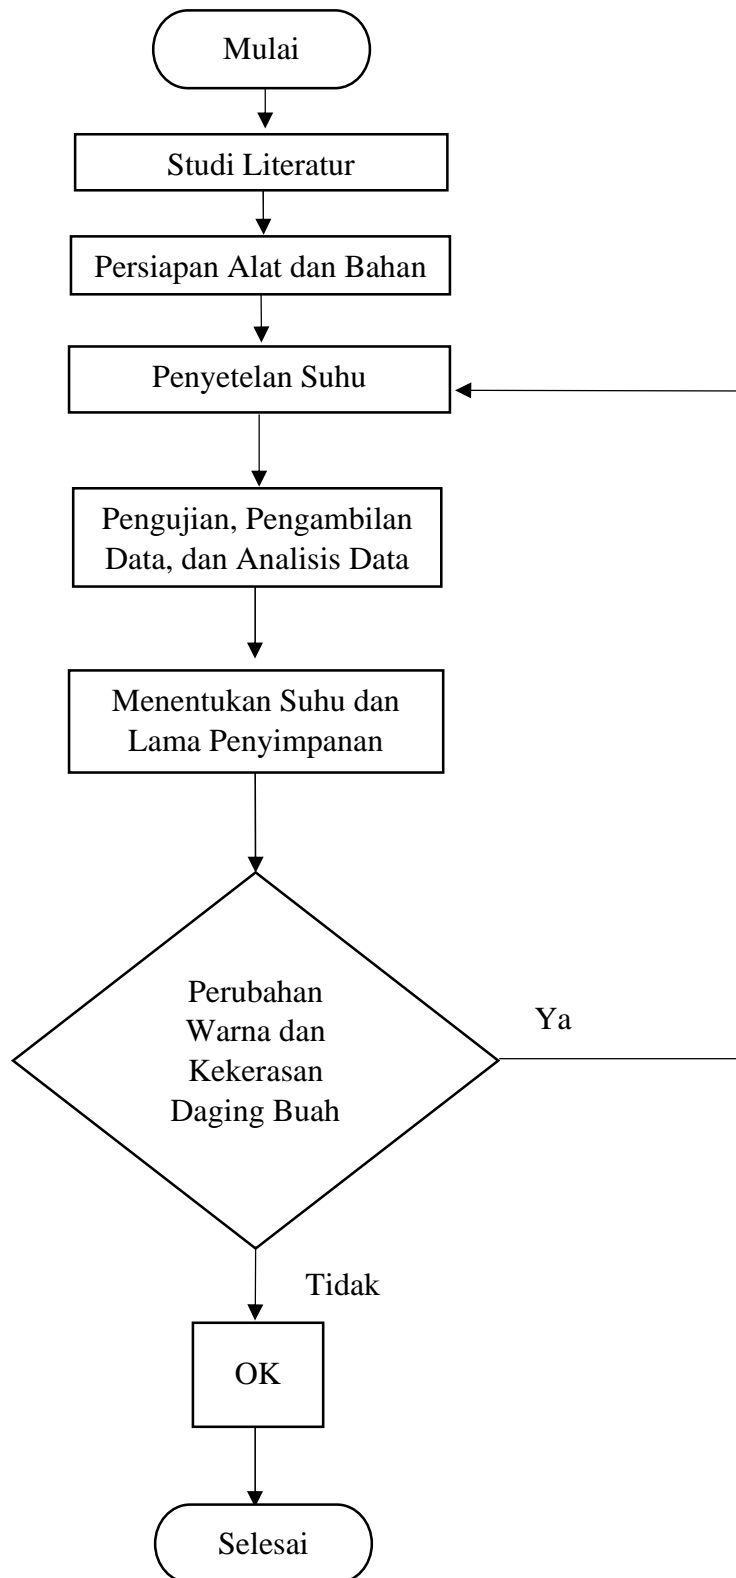 Mulai
Studi Literatur
Persiapan Alat dan Bahan
Penyetelan Suhu
Pengujian, Pengambilan
Data, dan Analisis Data
Menentukan Suhu dan
Lama Penyimpanan
Perubahan
Warna dan
Kekerasan
Daging Buah
Ya
Tidak
OK
Selesai